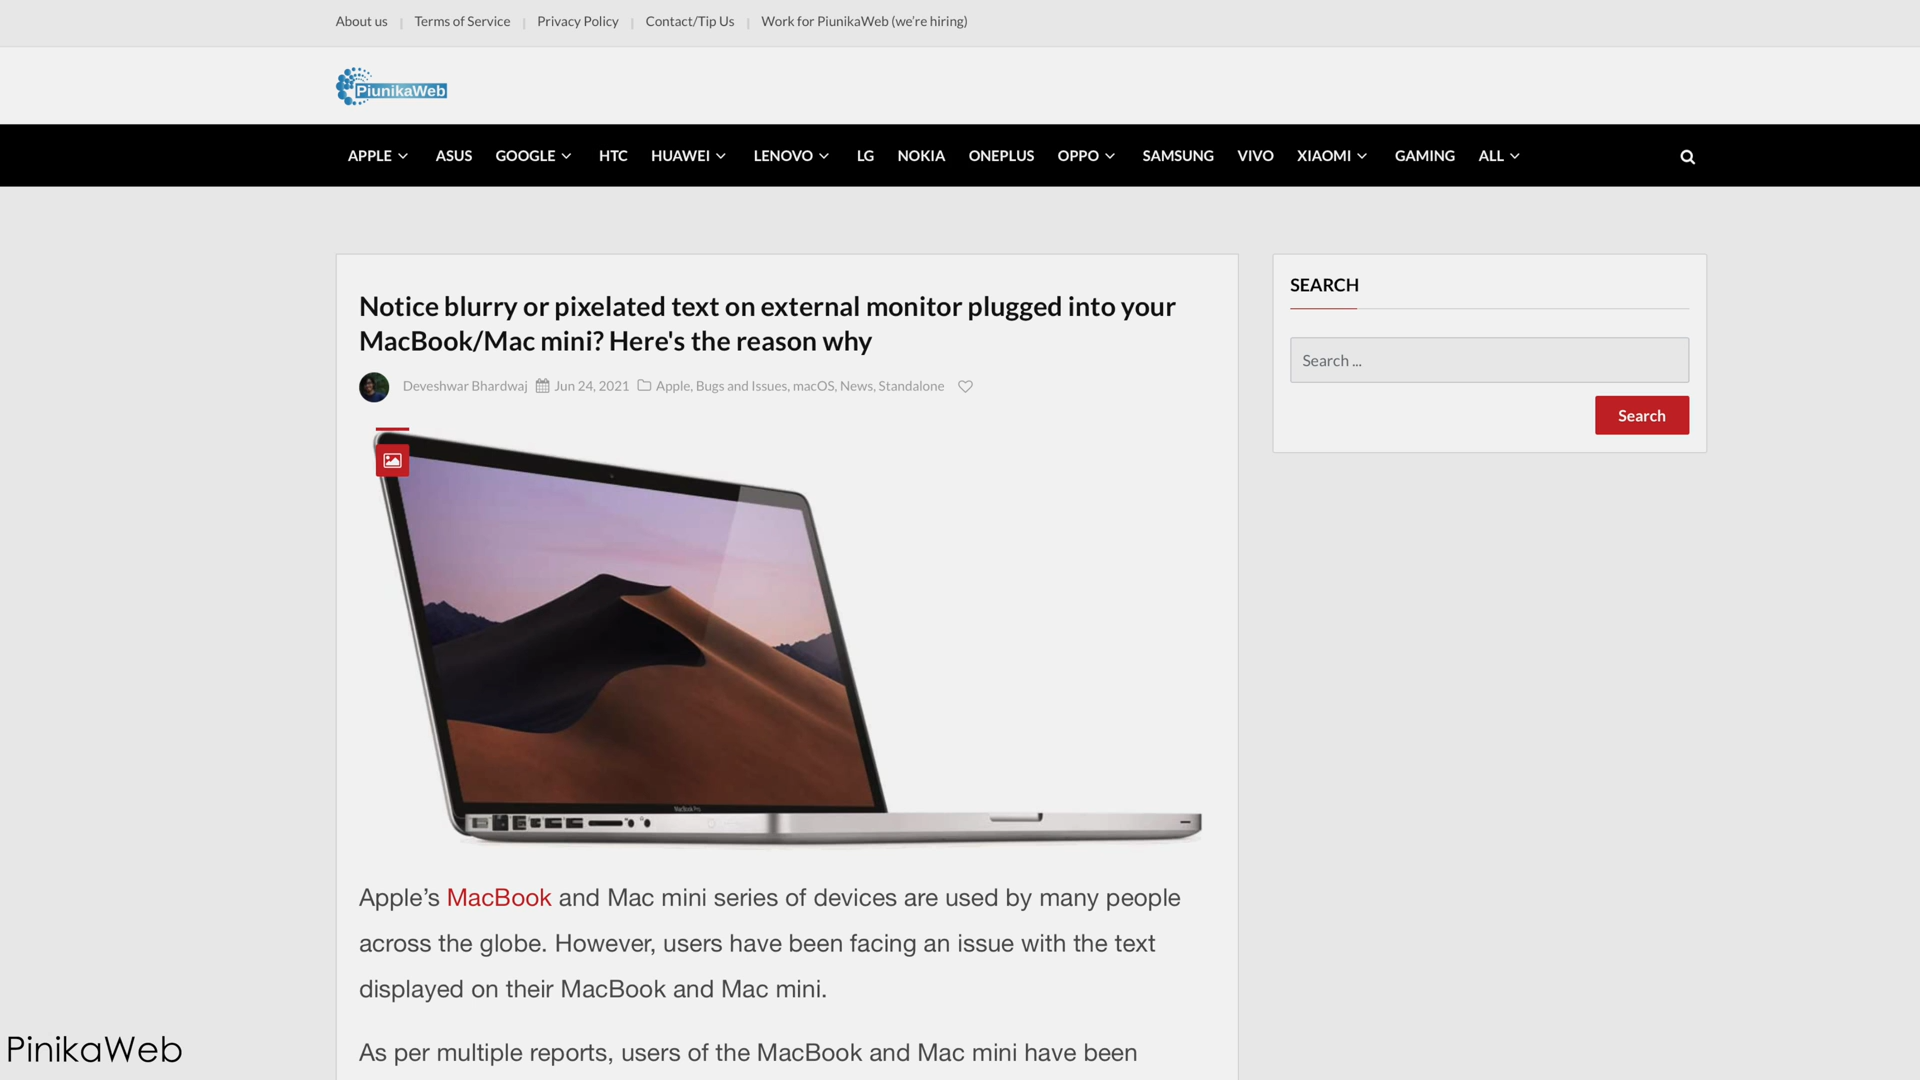 About us | Terms of Service | Privacy Policy | Contact/Tip Us | Work for PiunikaWeb (we're hiring)
PiunikaWeb
APPLE ASUS GOOGLE HTC HUAWEI LENOVO LG NOKIA ONEPLUS OPPO SAMSUNG VIVO XIAOMI GAMING ALL
Notice blurry or pixelated text on external monitor plugged into your
MacBook/Mac mini? Here's the reason why
Deveshwar Bhardwaj Jun 24, 2021 Apple, Bugs and Issues, macOS, News, Standalone
MacBook Pro
Apple’s MacBook and Mac mini series of devices are used by many people
across the globe. However, users have been facing an issue with the text
displayed on their MacBook and Mac mini.
As per multiple reports, users of the MacBook and Mac mini have been
SEARCH
Search ...
Search
PinikaWeb